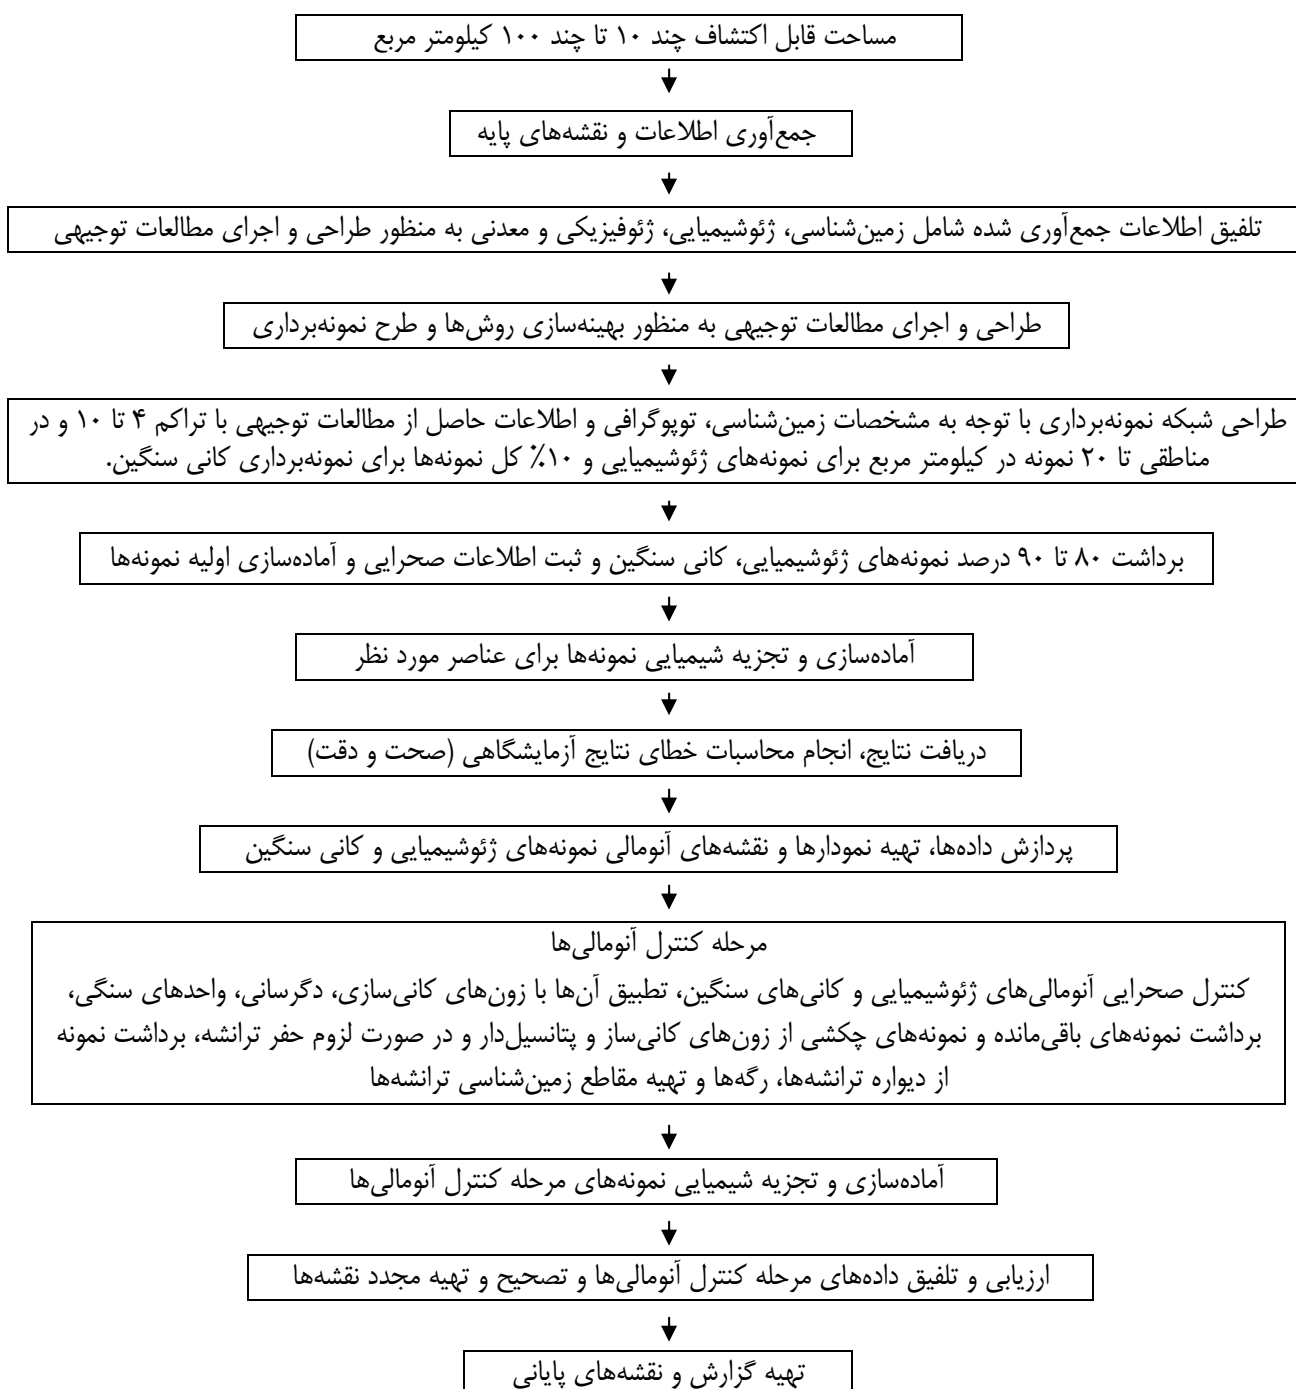 مساحت قابل اکتشاف چند ۱۰ تا چند ۱۰۰ کیلومتر مربع
جمع‌آوری اطلاعات و نقشه‌های پایه
تلفیق اطلاعات جمع‌آوری شده شامل زمین‌شناسی، ژئوشیمیایی، ژئوفیزیکی و معدنی به منظور طراحی و اجرای مطالعات توجیهی
طراحی و اجرای مطالعات توجیهی به منظور بهینه‌سازی روش‌ها و طرح نمونه‌برداری
طراحی شبکه نمونه‌برداری با توجه به مشخصات زمین‌شناسی، توپوگرافی و اطلاعات حاصل از مطالعات توجیهی با تراکم ۴ تا ۱۰ و در
مناطقی تا ۲۰ نمونه در کیلومتر مربع برای نمونه‌های ژئوشیمیایی و ۱۰٪ کل نمونه‌ها برای نمونه‌برداری کانی سنگین.
برداشت ۸۰ تا ۹۰ درصد نمونه‌های ژئوشیمیایی، کانی سنگین و ثبت اطلاعات صحرایی و آماده‌سازی اولیه نمونه‌ها
آماده‌سازی و تجزیه شیمیایی نمونه‌ها برای عناصر مورد نظر
دریافت نتایج، انجام محاسبات خطای نتایج آزمایشگاهی (صحت و دقت)
پردازش داده‌ها، تهیه نمودارها و نقشه‌های آنومالی نمونه‌های ژئوشیمیایی و کانی سنگین
مرحله کنترل آنومالی‌ها
کنترل صحرایی آنومالی‌های ژئوشیمیایی و کانی‌های سنگین، تطبیق آن‌ها با زون‌های کانی‌سازی، دگرسانی، واحدهای سنگی،
برداشت نمونه‌های باقی‌مانده و نمونه‌های چکشی از زون‌های کانی‌ساز و پتانسیل‌دار و در صورت لزوم حفر ترانشه، برداشت نمونه
از دیواره ترانشه‌ها، رگه‌ها و تهیه مقاطع زمین‌شناسی ترانشه‌ها
آماده‌سازی و تجزیه شیمیایی نمونه‌های مرحله کنترل آنومالی‌ها
ارزیابی و تلفیق داده‌های مرحله کنترل آنومالی‌ها و تصحیح و تهیه مجدد نقشه‌ها
تهیه گزارش و نقشه‌های پایانی